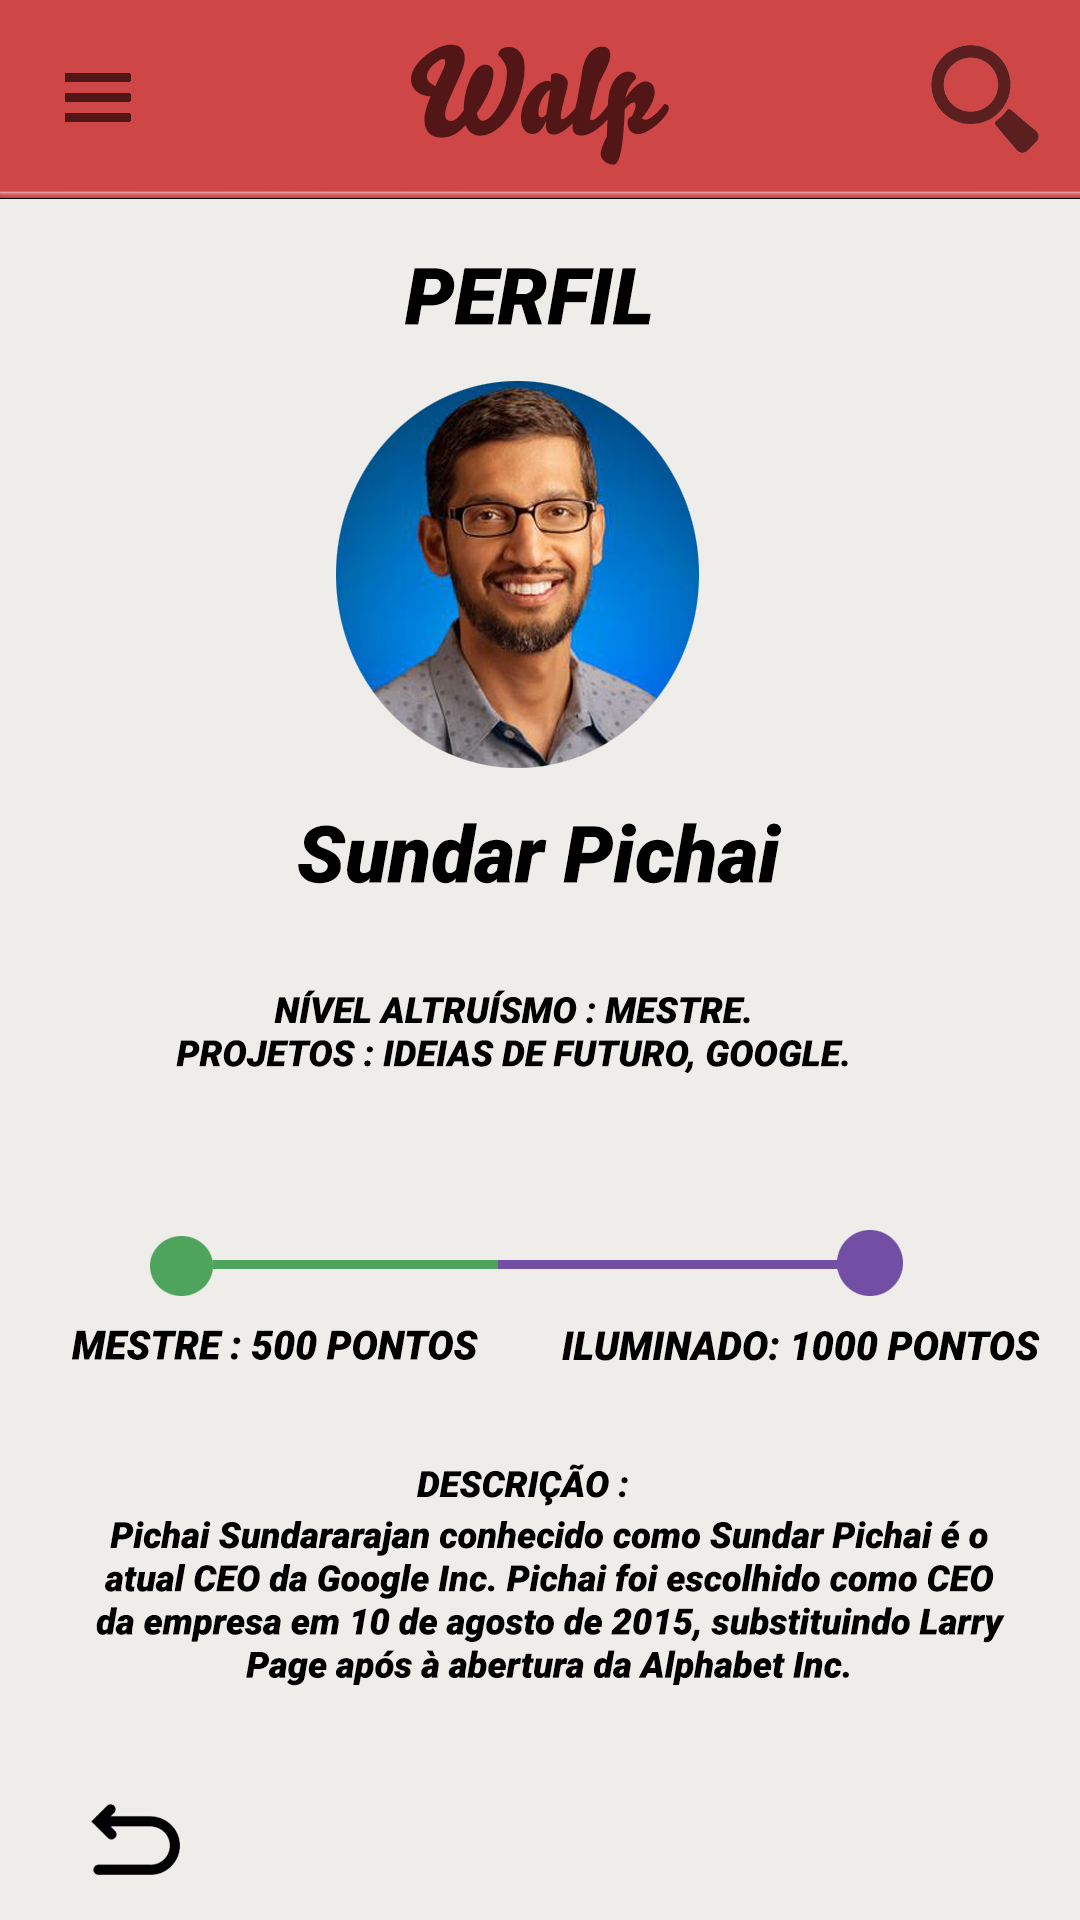 Walp
PERFIL
Sundar Pichai
NÍVEL ALTRUÍSMO : MESTRE.
PROJETOS : IDEIAS DE FUTURO, GOOGLE.
MESTRE : 500 PONTOS
ILUMINADO: 1000 PONTOS
DESCRIÇÃO :
Pichai Sundararajan conhecido como Sundar Pichai é o
atual CEO da Google Inc. Pichai foi escolhido como CEO
da empresa em 10 de agosto de 2015, substituindo Larry
Page após à abertura da Alphabet Inc.